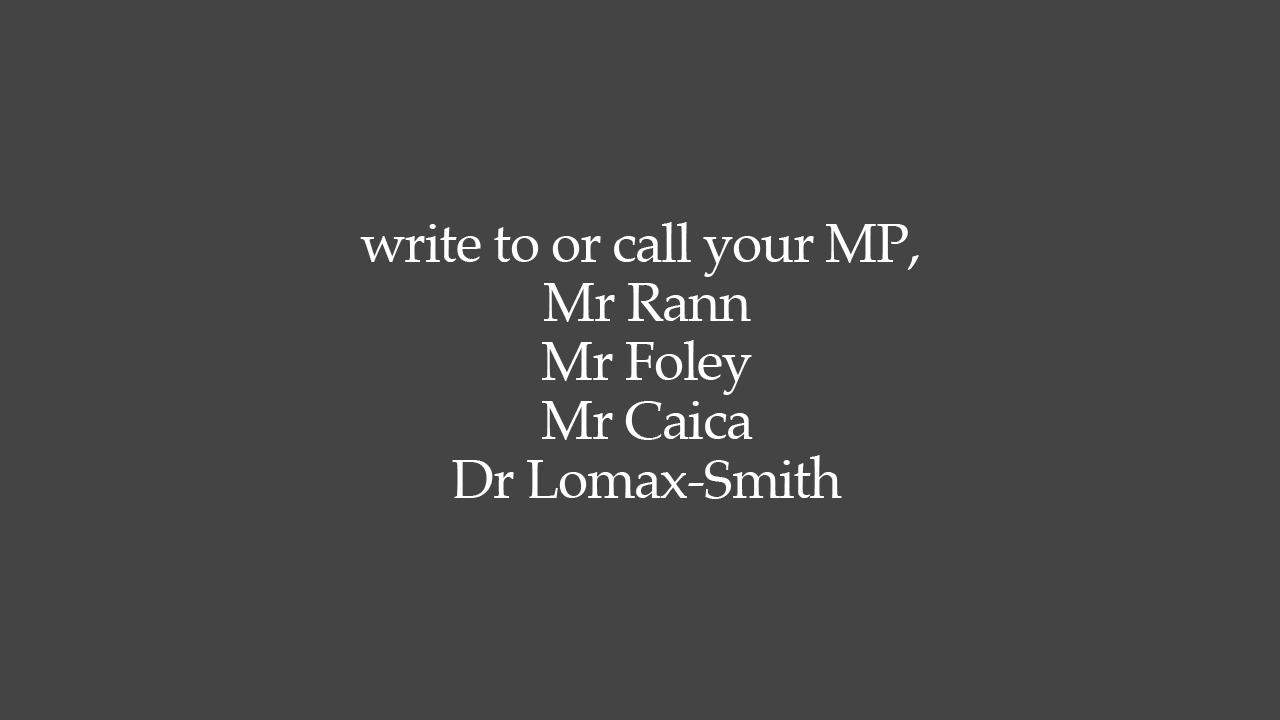 write to or call your MP,
Mr Rann
Mr Foley
Mr Caica
Dr Lomax-Smith